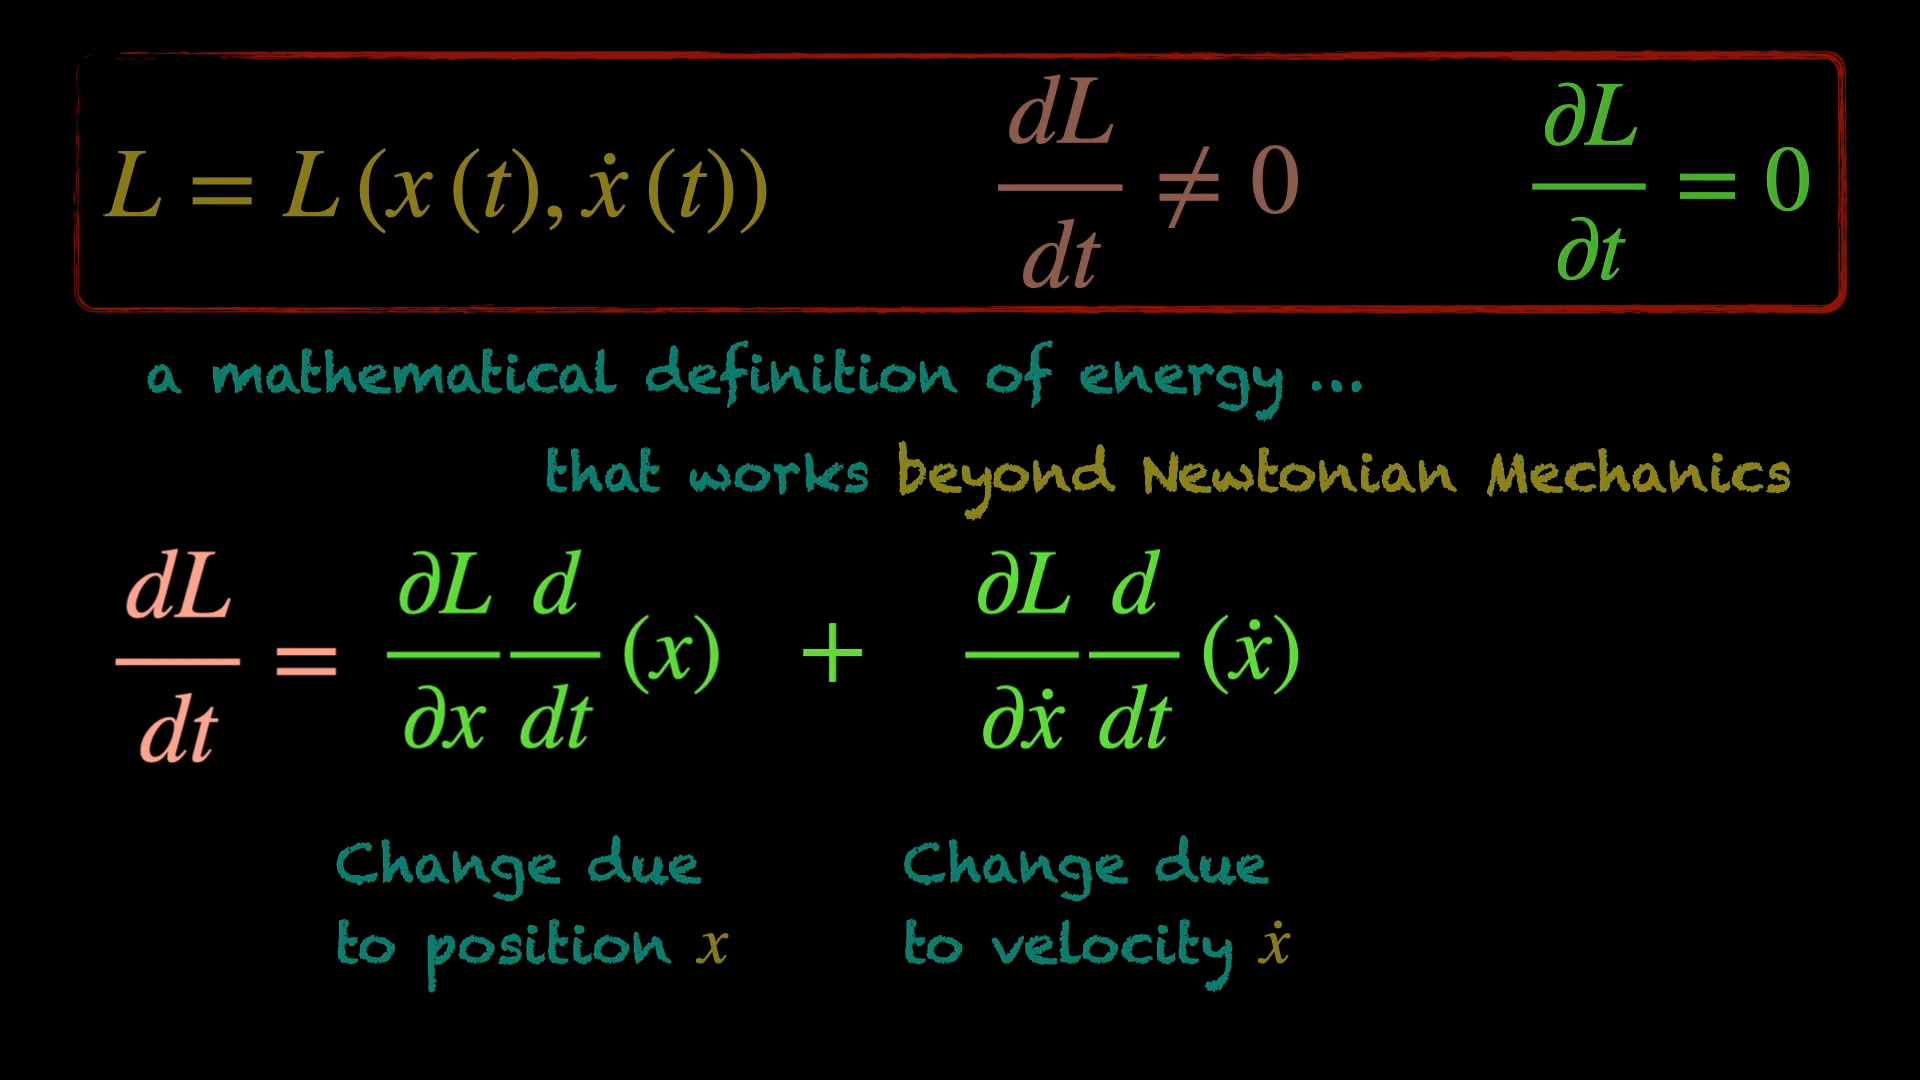 L = L(x(t), ẋ(t)) dL/dt ≠ 0 ∂L/∂t = 0
a mathematical definition of energy ...
that works beyond Newtonian Mechanics
dL/dt = ∂L/∂x d/dt (x) + ∂L/∂ẋ d/dt (ẋ)
Change due
to position x
Change due
to velocity ẋ